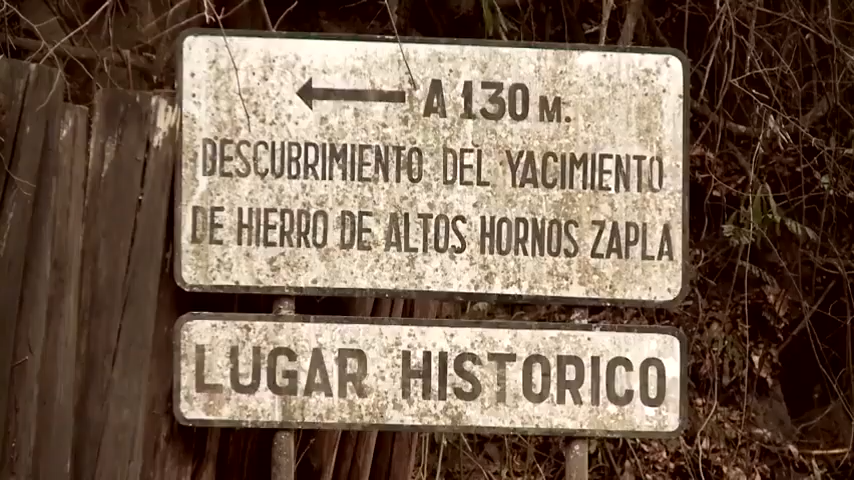 ← A 130 M.
DESCUBRIMIENTO DEL YACIMIENTO
DE HIERRO DE ALTOS HORNOS ZAPLA
LUGAR HISTORICO